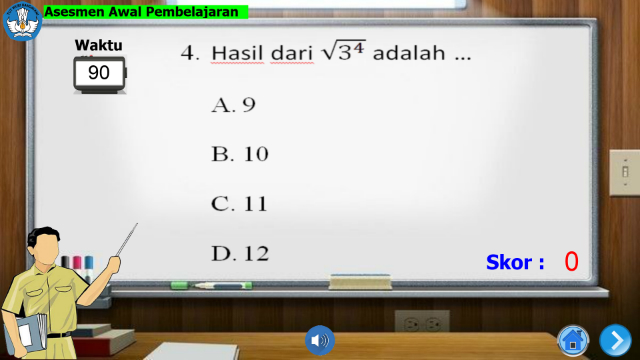 Asesmen Awal Pembelajaran
Waktu
90
4. Hasil dari √3⁴ adalah ...
A. 9
B. 10
C. 11
D. 12
Skor : 0